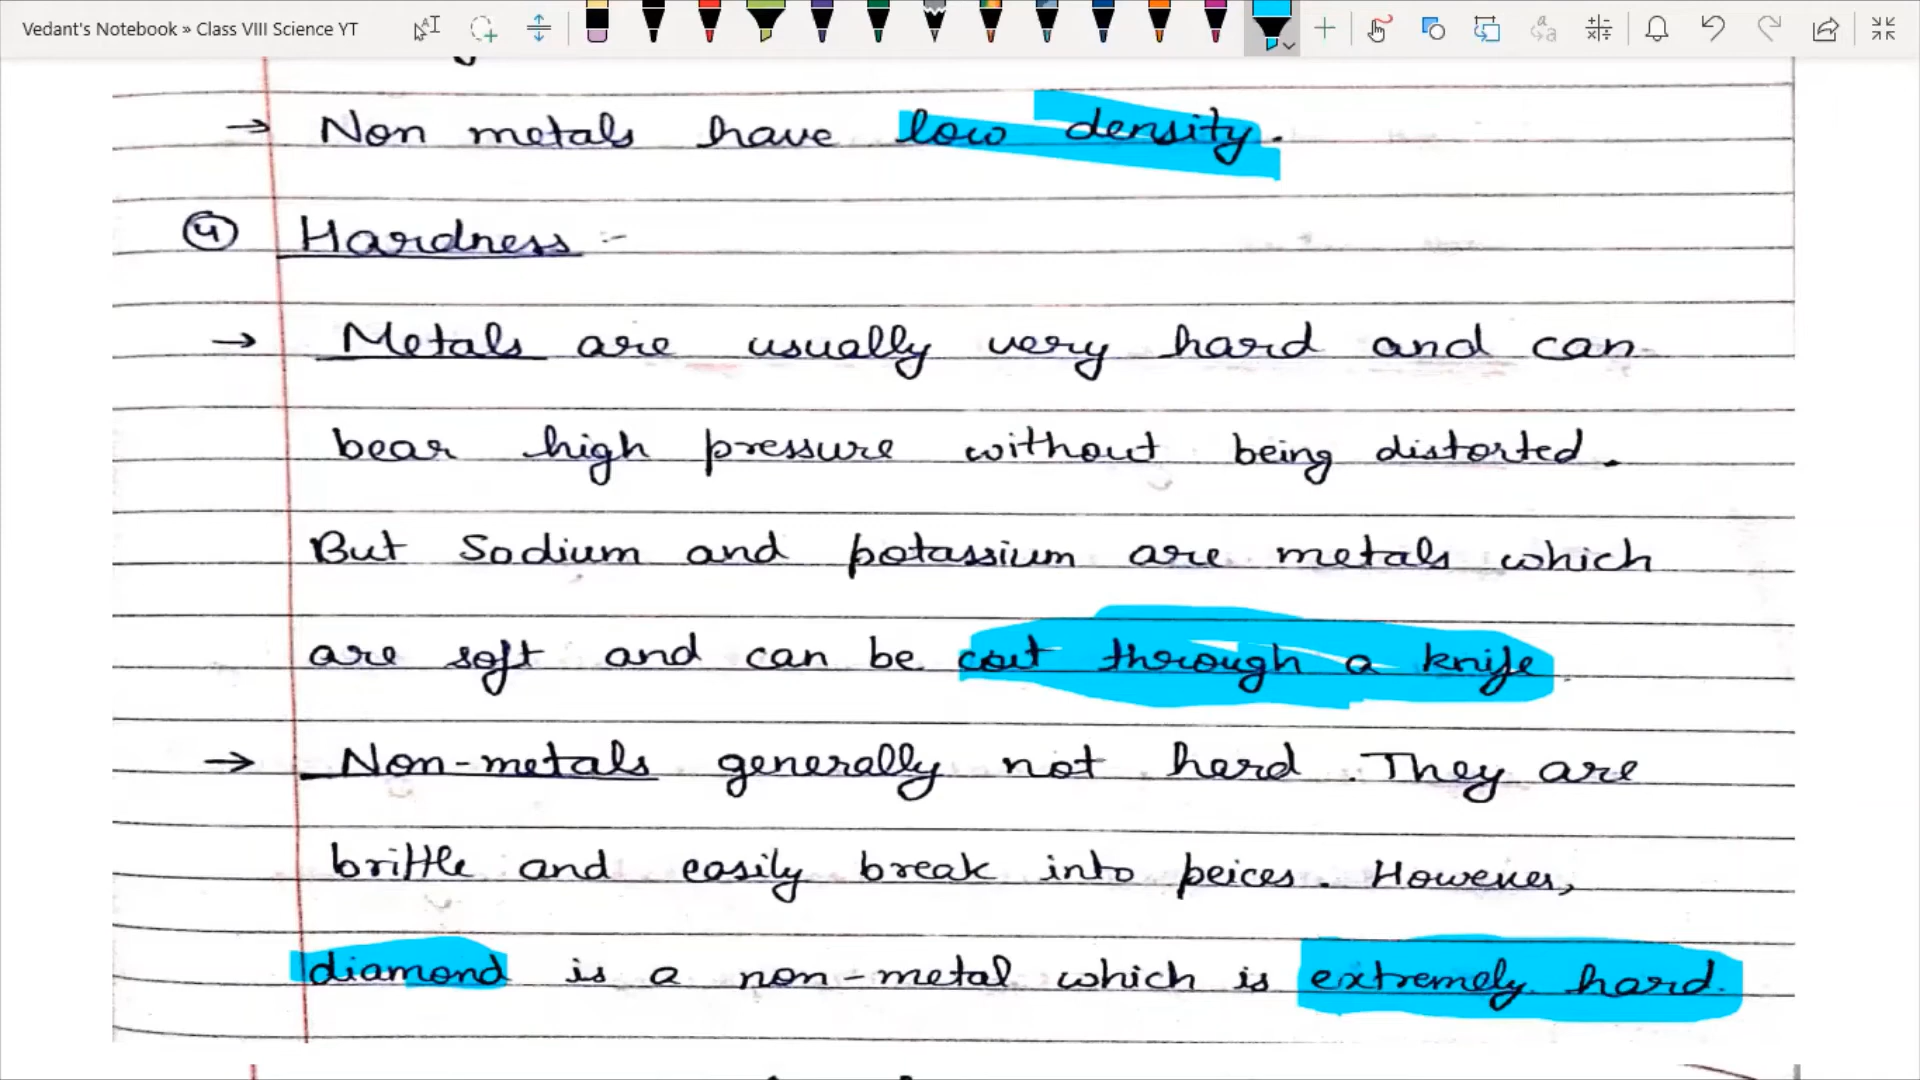 Vedant's Notebook » Class VIII Science YT
→ Non metals have low density.
④ Hardness :-
→ Metals are usually very hard and can
bear high pressure without being distorted.
But Sodium and potassium are metals which
are soft and can be cut through a knife.
→ Non-metals generally not hard. They are
brittle and easily break into peices. However,
diamond is a non-metal which is extremely hard.